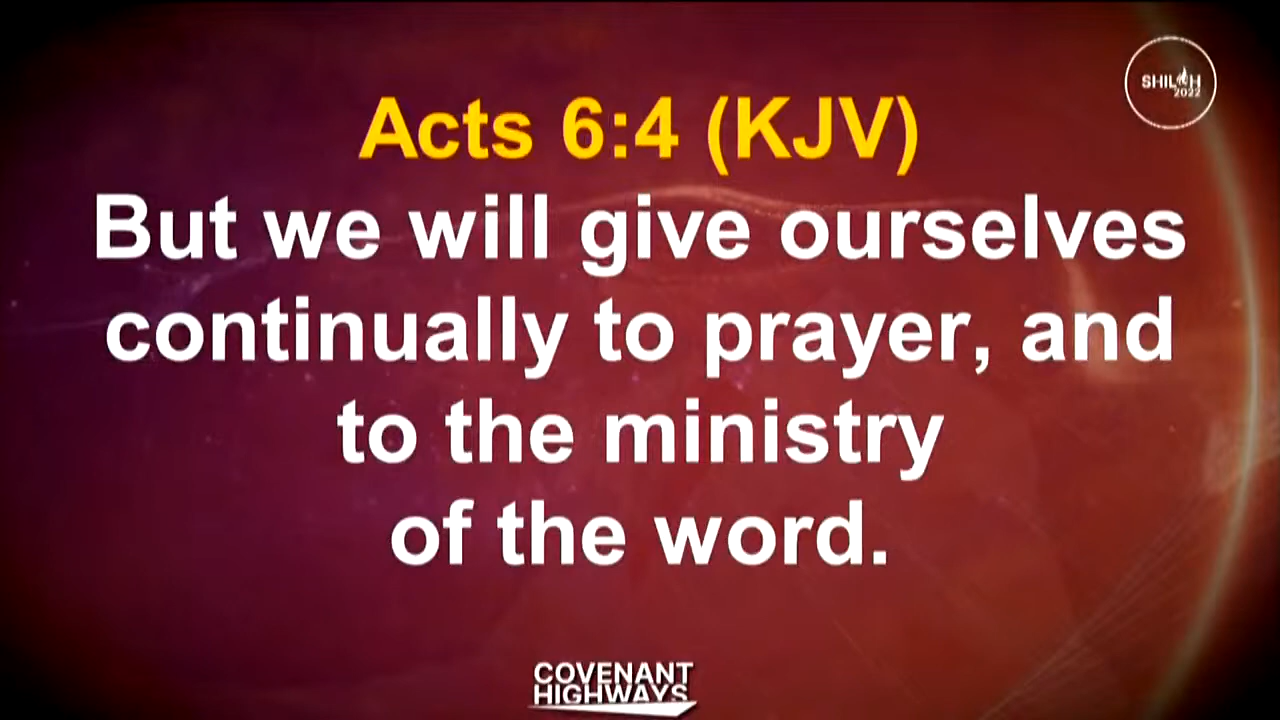 SHILOH
2022
Acts 6:4 (KJV)
But we will give ourselves
continually to prayer, and
to the ministry
of the word.
COVENANT
HIGHWAYS